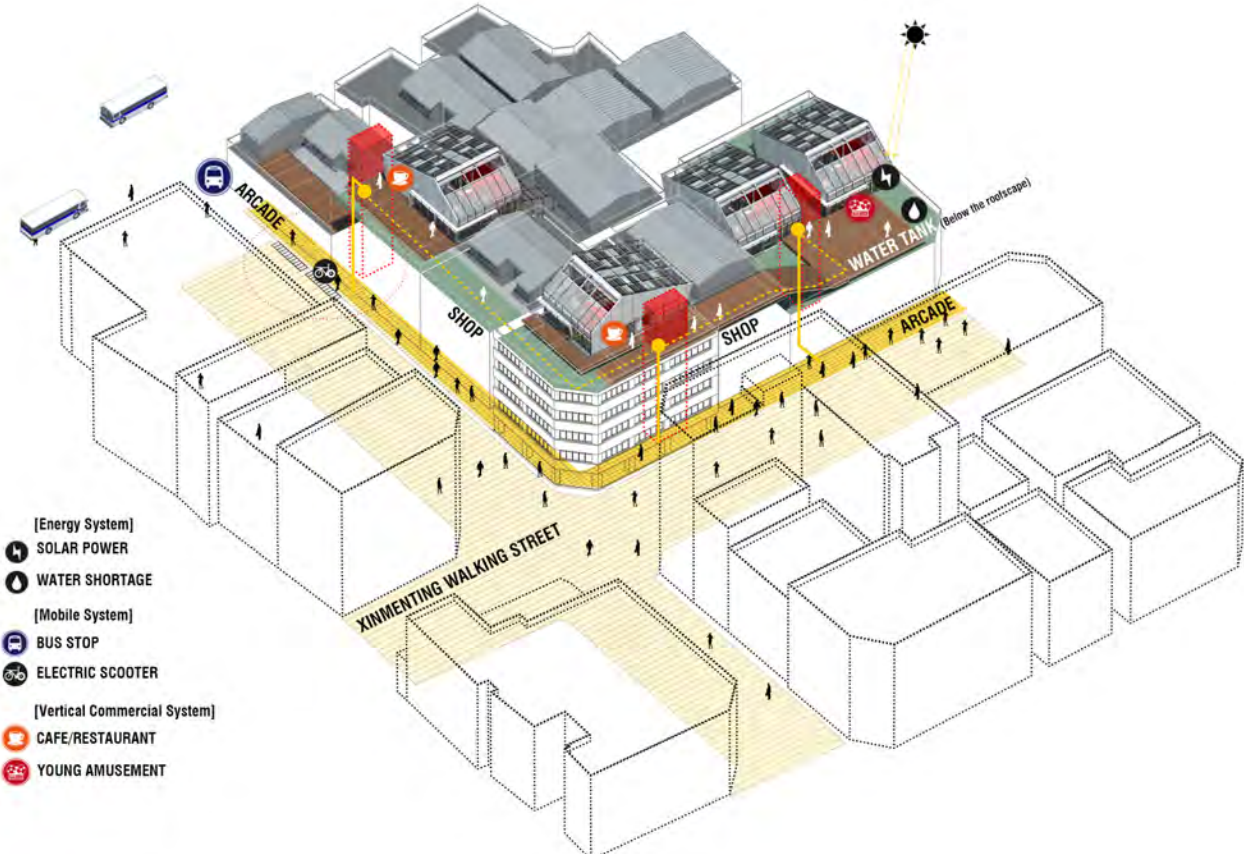 ARCADE
(Below the rootscape)
WATER TANK
SHOP
SHOP
ARCADE
XINMENTING WALKING STREET
[Energy System]
SOLAR POWER
WATER SHORTAGE
[Mobile System]
BUS STOP
ELECTRIC SCOOTER
[Vertical Commercial System]
CAFE/RESTAURANT
YOUNG AMUSEMENT